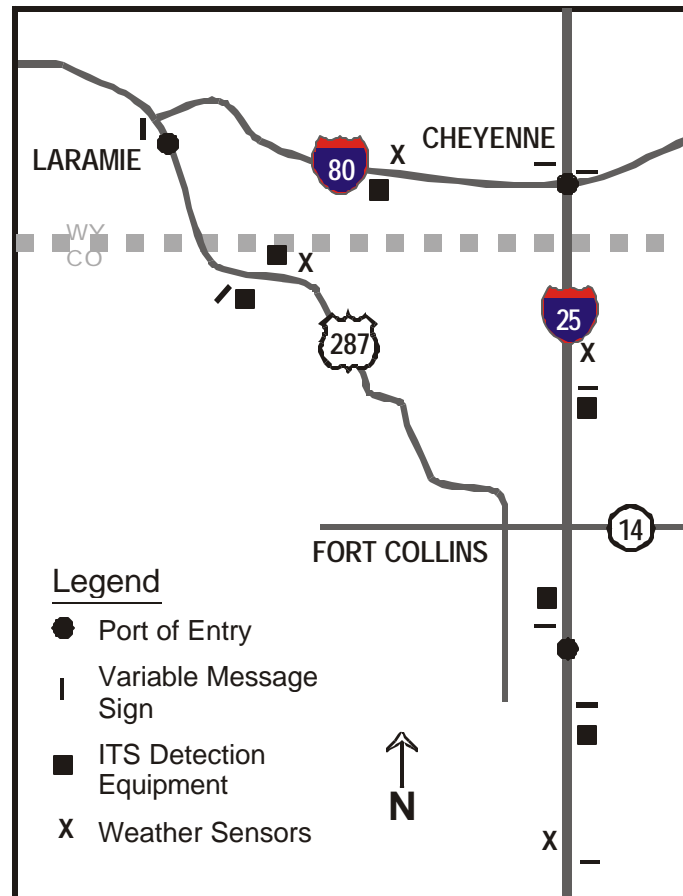 CHEYENNE
X
LARAMIE
80
WY
CO
X
25
287
X
14
FORT COLLINS
Legend
Port of Entry
Variable Message
Sign
ITS Detection
Equipment
X Weather Sensors
N
X